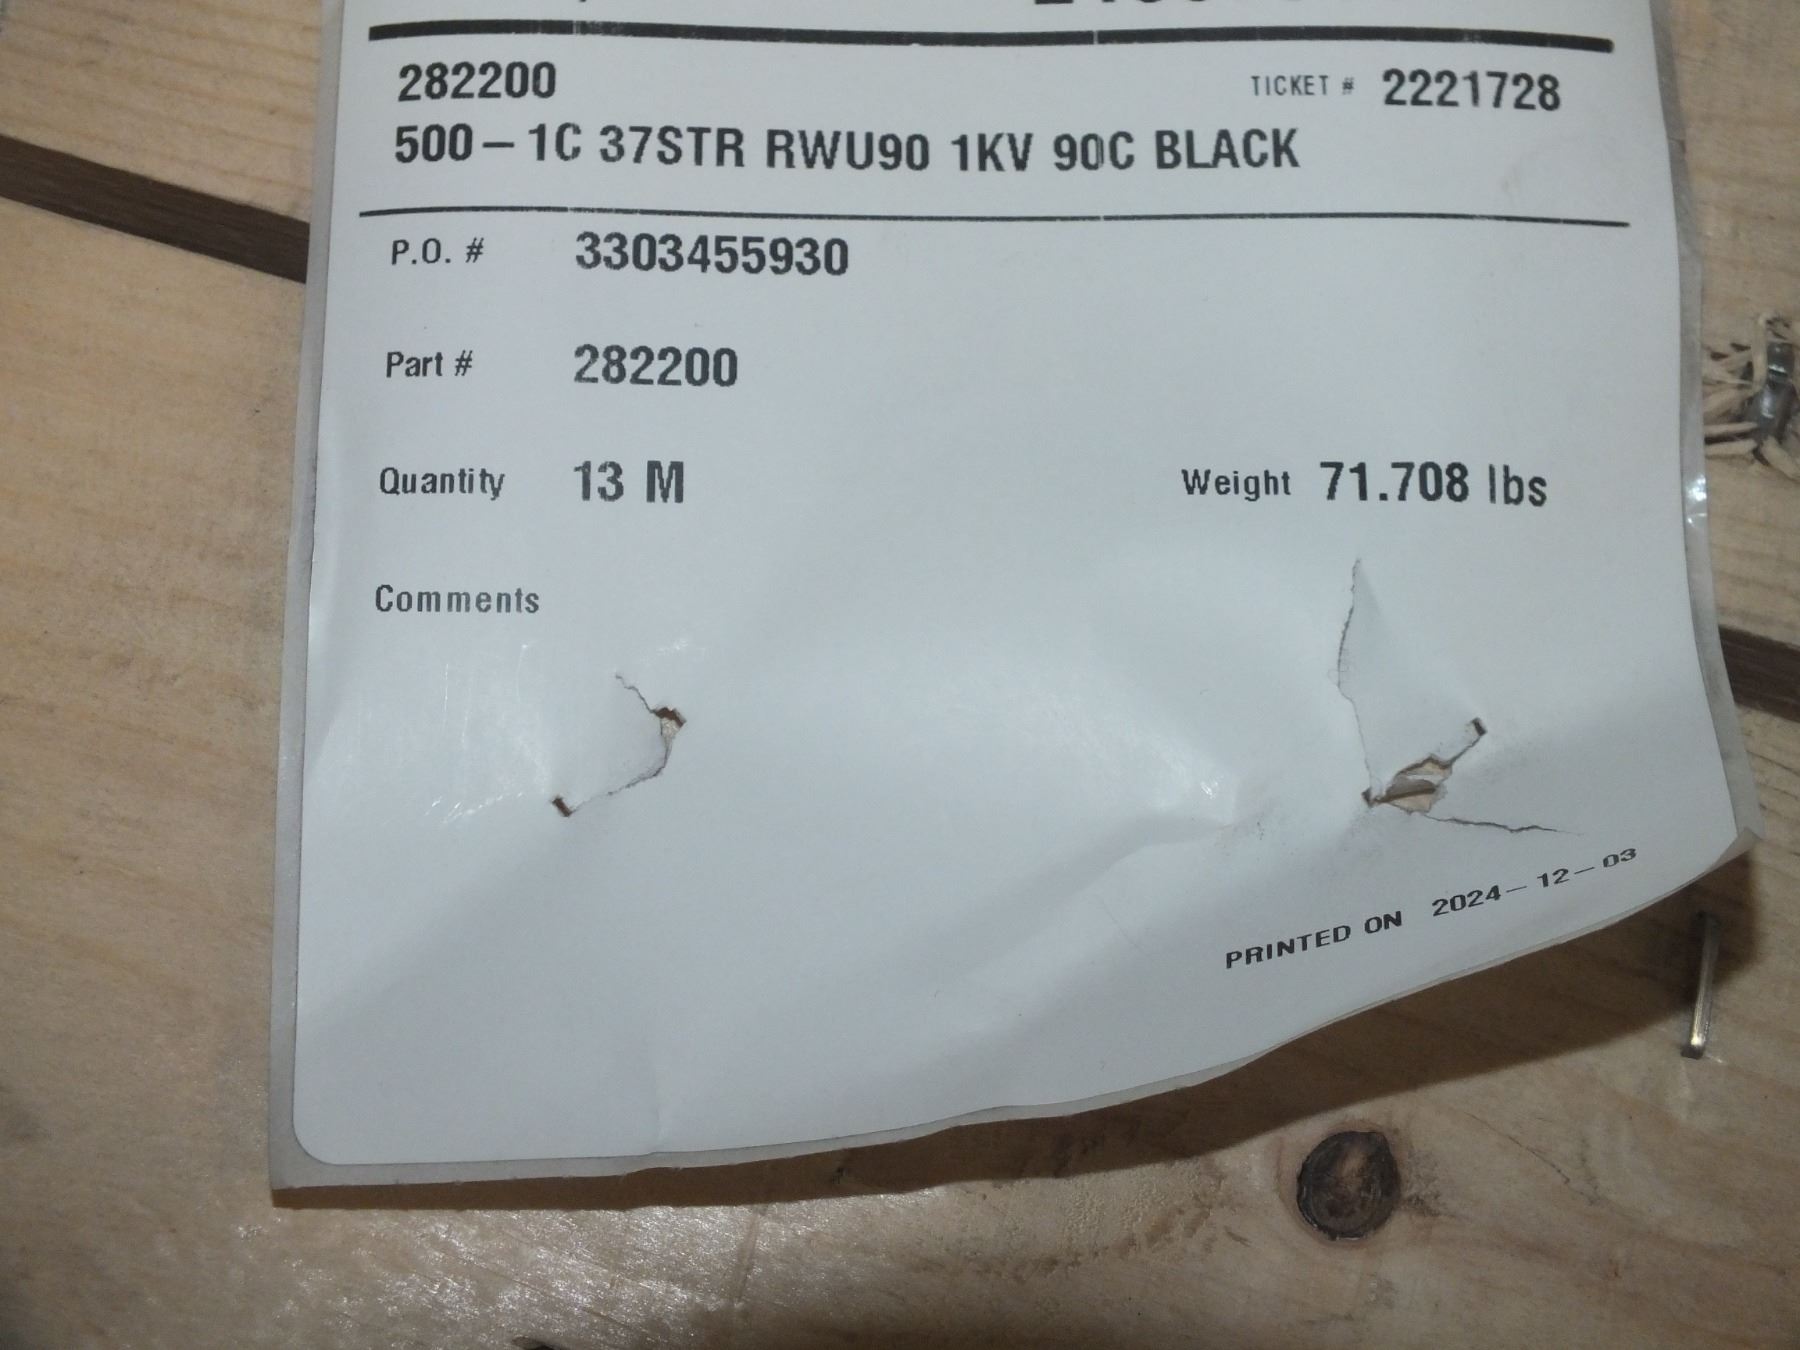 282200 TICKET # 2221728
500-1C 37STR RWU90 1KV 90C BLACK
P.O. # 3303455930
Part # 282200
Quantity 13 M Weight 71.708 lbs
Comments
PRINTED ON 2024-12-03